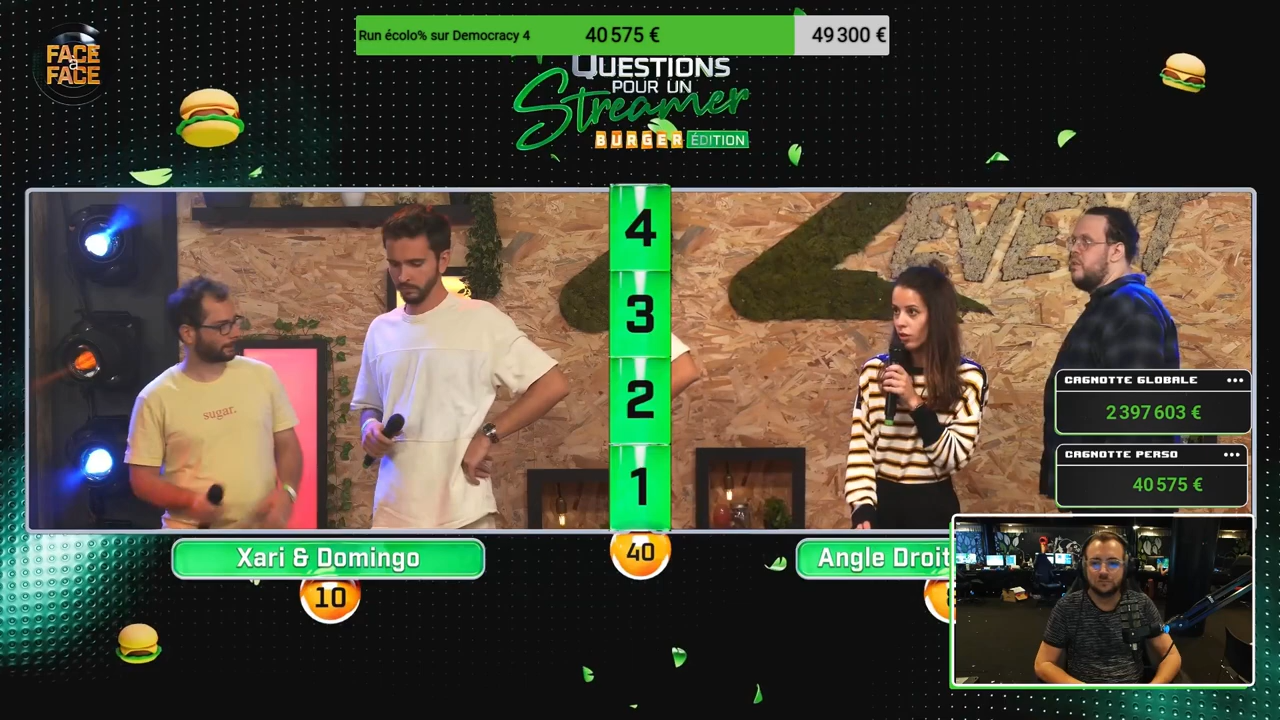 Run écolo% sur Democracy 4
40 575 €
49 300 €
FACE
à
FACE
QUESTIONS
POUR UN
Streamer
BURGER ÉDITION
4
3
2
1
ZEVENT
sugar.
CAGNOTTE GLOBALE
2 397 603 €
CAGNOTTE PERSO
40 575 €
Xari & Domingo
40
Angle Droit
10